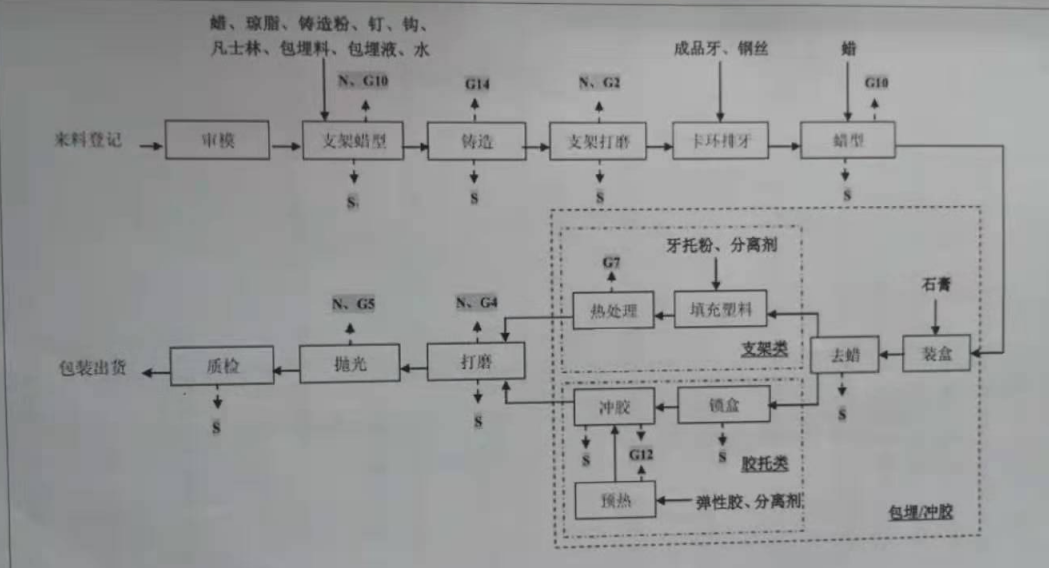 蜡、琼脂、铸造粉、钉、钩、
凡士林、包埋料、包埋液、水
成品牙、钢丝
蜡
N、G10
G14
N、G2
G10
来料登记
审模
支架蜡型
铸造
支架打磨
卡环排牙
蜡型
S
S
S
S
牙托粉、分离剂
G7
石膏
N、G5
N、G4
热处理
填充塑料
支架类
包装出货
质检
抛光
打磨
去蜡
装盒
S
S
S
冲胶
锁盒
S
G12
S
胶托类
预热
弹性胶、分离剂
包埋/冲胶